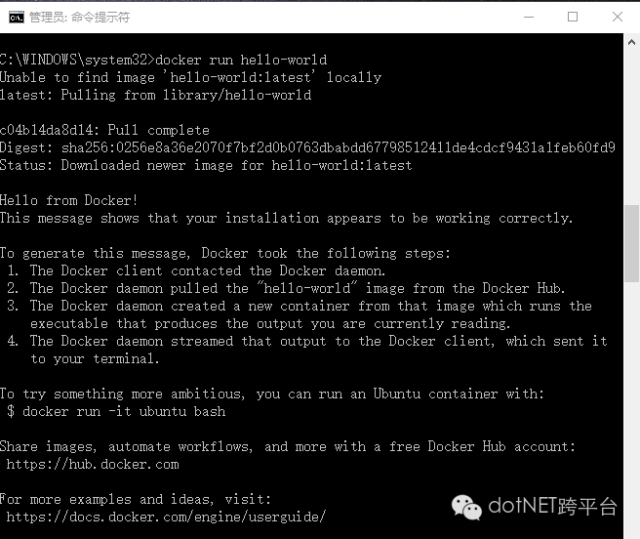 管理员: 命令提示符
C:\WINDOWS\system32>docker run hello-world
Unable to find image 'hello-world:latest' locally
latest: Pulling from library/hello-world
c04b14da8d14: Pull complete
Digest: sha256:0256e8a36e2070f7bf2d0b0763dbabdd67798512411de4cdcf9431a1feb60fd9
Status: Downloaded newer image for hello-world:latest
Hello from Docker!
This message shows that your installation appears to be working correctly.
To generate this message, Docker took the following steps:
1. The Docker client contacted the Docker daemon.
2. The Docker daemon pulled the "hello-world" image from the Docker Hub.
3. The Docker daemon created a new container from that image which runs the
executable that produces the output you are currently reading.
4. The Docker daemon streamed that output to the Docker client, which sent it
to your terminal.
To try something more ambitious, you can run an Ubuntu container with:
$ docker run -it ubuntu bash
Share images, automate workflows, and more with a free Docker Hub account:
https://hub.docker.com
For more examples and ideas, visit:
https://docs.docker.com/engine/userguide/
dotNET跨平台